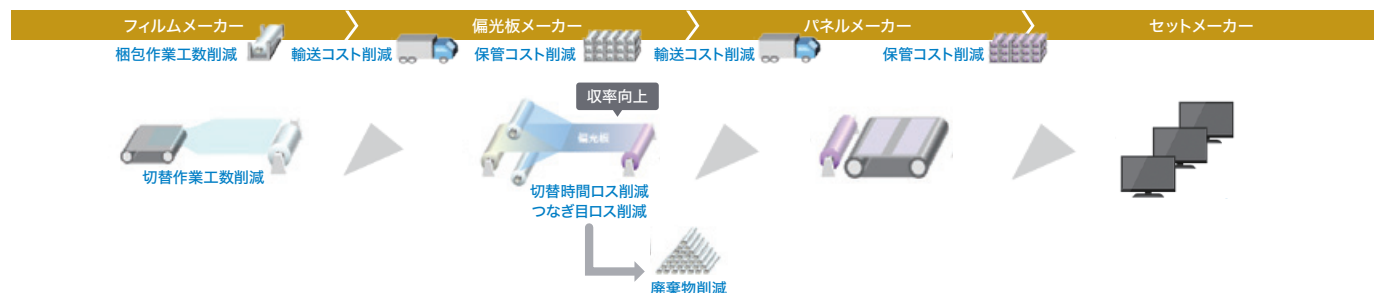 フィルムメーカー
偏光板メーカー
パネルメーカー
セットメーカー
梱包作業工数削減
輸送コスト削減
保管コスト削減
輸送コスト削減
保管コスト削減
収率向上
偏光板
切替作業工数削減
切替時間ロス削減
つなぎ目ロス削減
廃棄物削減